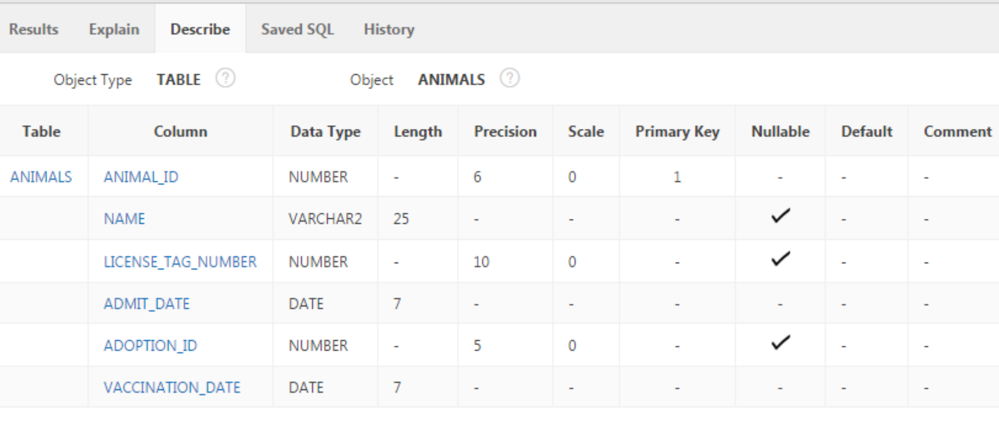 Results Explain Describe Saved SQL History
Object Type TABLE ? Object ANIMALS ?
Table Column Data Type Length Precision Scale Primary Key Nullable Default Comment
ANIMALS ANIMAL_ID NUMBER - 6 0 1 - - -
NAME VARCHAR2 25 - - - ✓ - -
LICENSE_TAG_NUMBER NUMBER - 10 0 - ✓ - -
ADMIT_DATE DATE 7 - - - - - -
ADOPTION_ID NUMBER - 5 0 - ✓ - -
VACCINATION_DATE DATE 7 - - - - - -